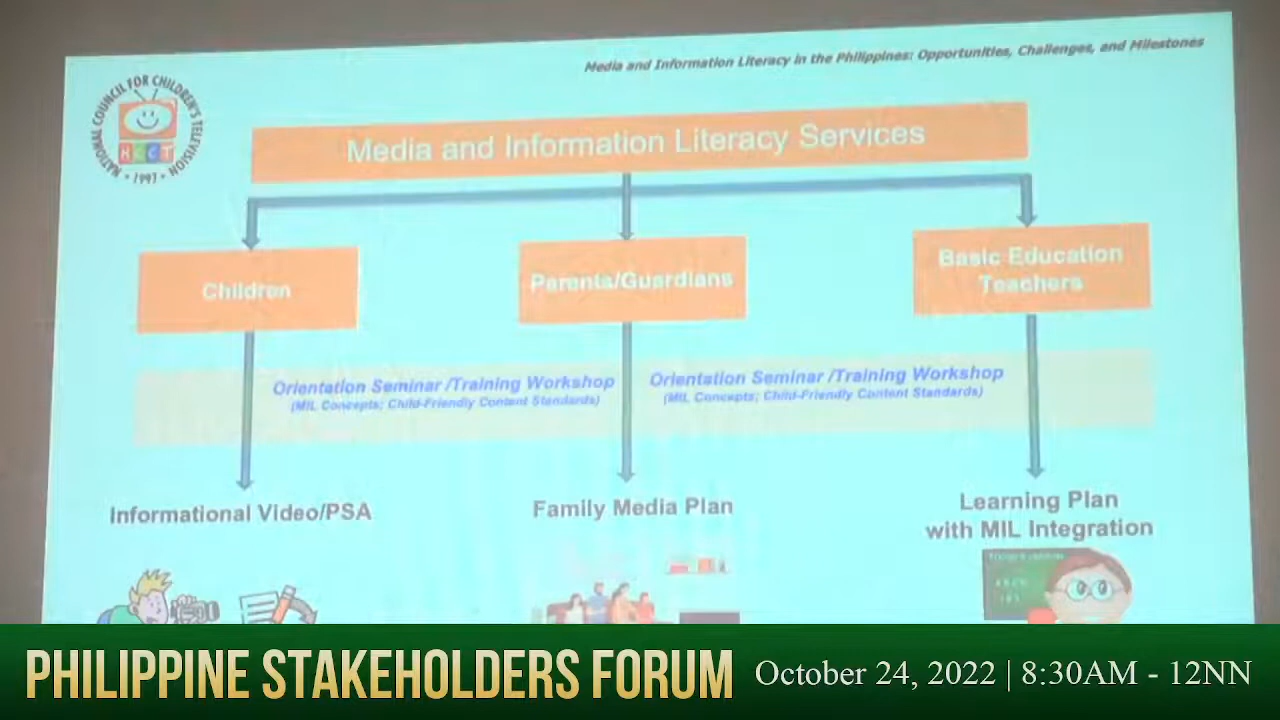 Media and Information Literacy in the Philippines: Opportunities, Challenges, and Milestones
NATIONAL COUNCIL FOR CHILDREN'S TELEVISION
NCCT
• 1997 •
Media and Information Literacy Services
Children
Parents/Guardians
Basic Education
Teachers
Orientation Seminar /Training Workshop
(MIL Concepts; Child-Friendly Content Standards)
Orientation Seminar /Training Workshop
(MIL Concepts; Child-Friendly Content Standards)
Informational Video/PSA
Family Media Plan
Learning Plan
with MIL Integration
PHILIPPINE STAKEHOLDERS FORUM
October 24, 2022 | 8:30AM - 12NN